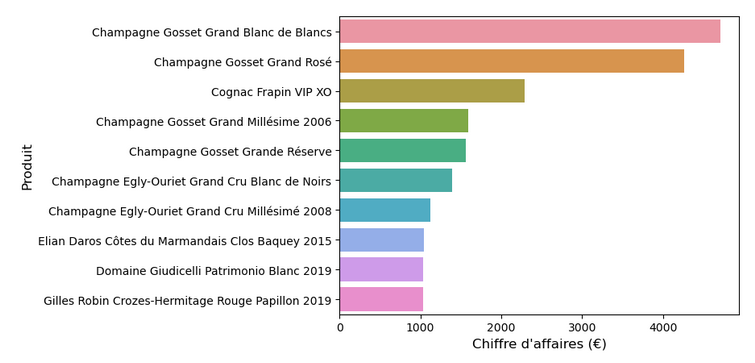 Champagne Gosset Grand Blanc de Blancs
Champagne Gosset Grand Rosé
Cognac Frapin VIP XO
Champagne Gosset Grand Millésime 2006
Champagne Gosset Grande Réserve
Champagne Egly-Ouriet Grand Cru Blanc de Noirs
Champagne Egly-Ouriet Grand Cru Millésimé 2008
Elian Daros Côtes du Marmandais Clos Baquey 2015
Domaine Giudicelli Patrimonio Blanc 2019
Gilles Robin Crozes-Hermitage Rouge Papillon 2019
Produit
0 1000 2000 3000 4000
Chiffre d'affaires (€)